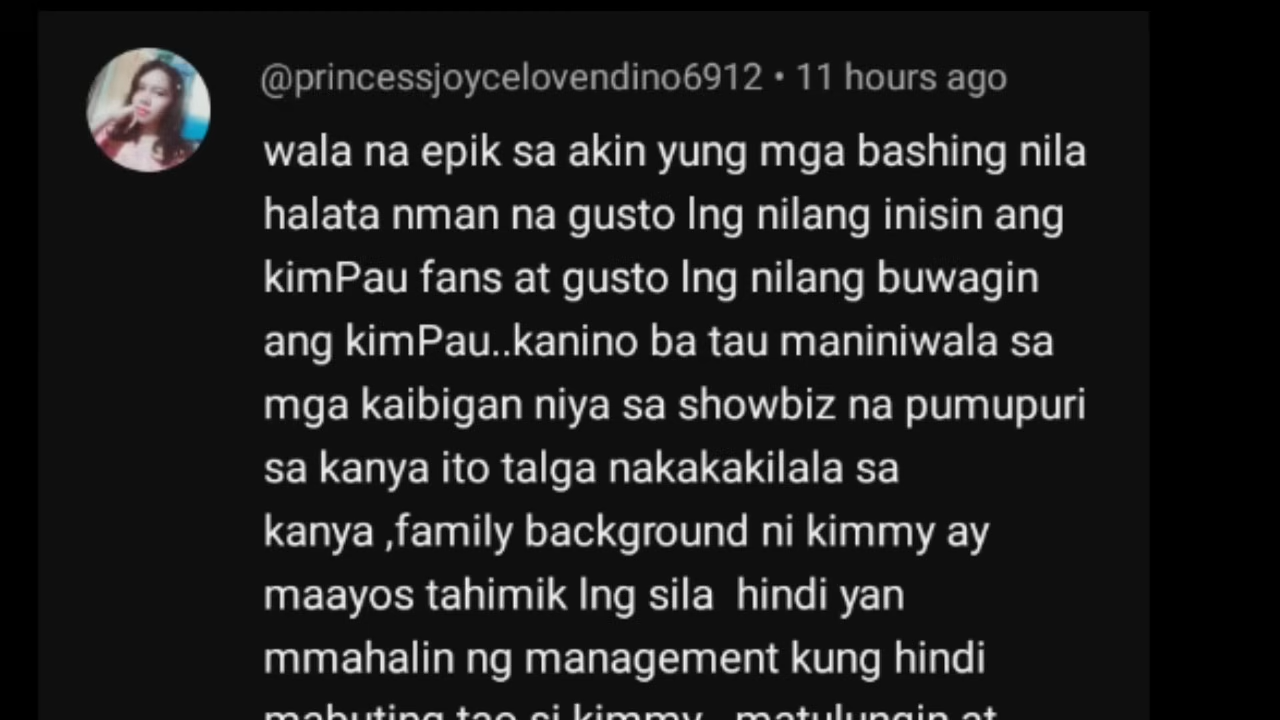 @princessjoycelovendino6912 • 11 hours ago
wala na epik sa akin yung mga bashing nila
halata nman na gusto lng nilang inisin ang
kimPau fans at gusto lng nilang buwagin
ang kimPau..kanino ba tau maniniwala sa
mga kaibigan niya sa showbiz na pumupuri
sa kanya ito talga nakakakilala sa
kanya ,family background ni kimmy ay
maayos tahimik lng sila  hindi yan
mmahalin ng management kung hindi
mabuting tao si kimmy matulungin at